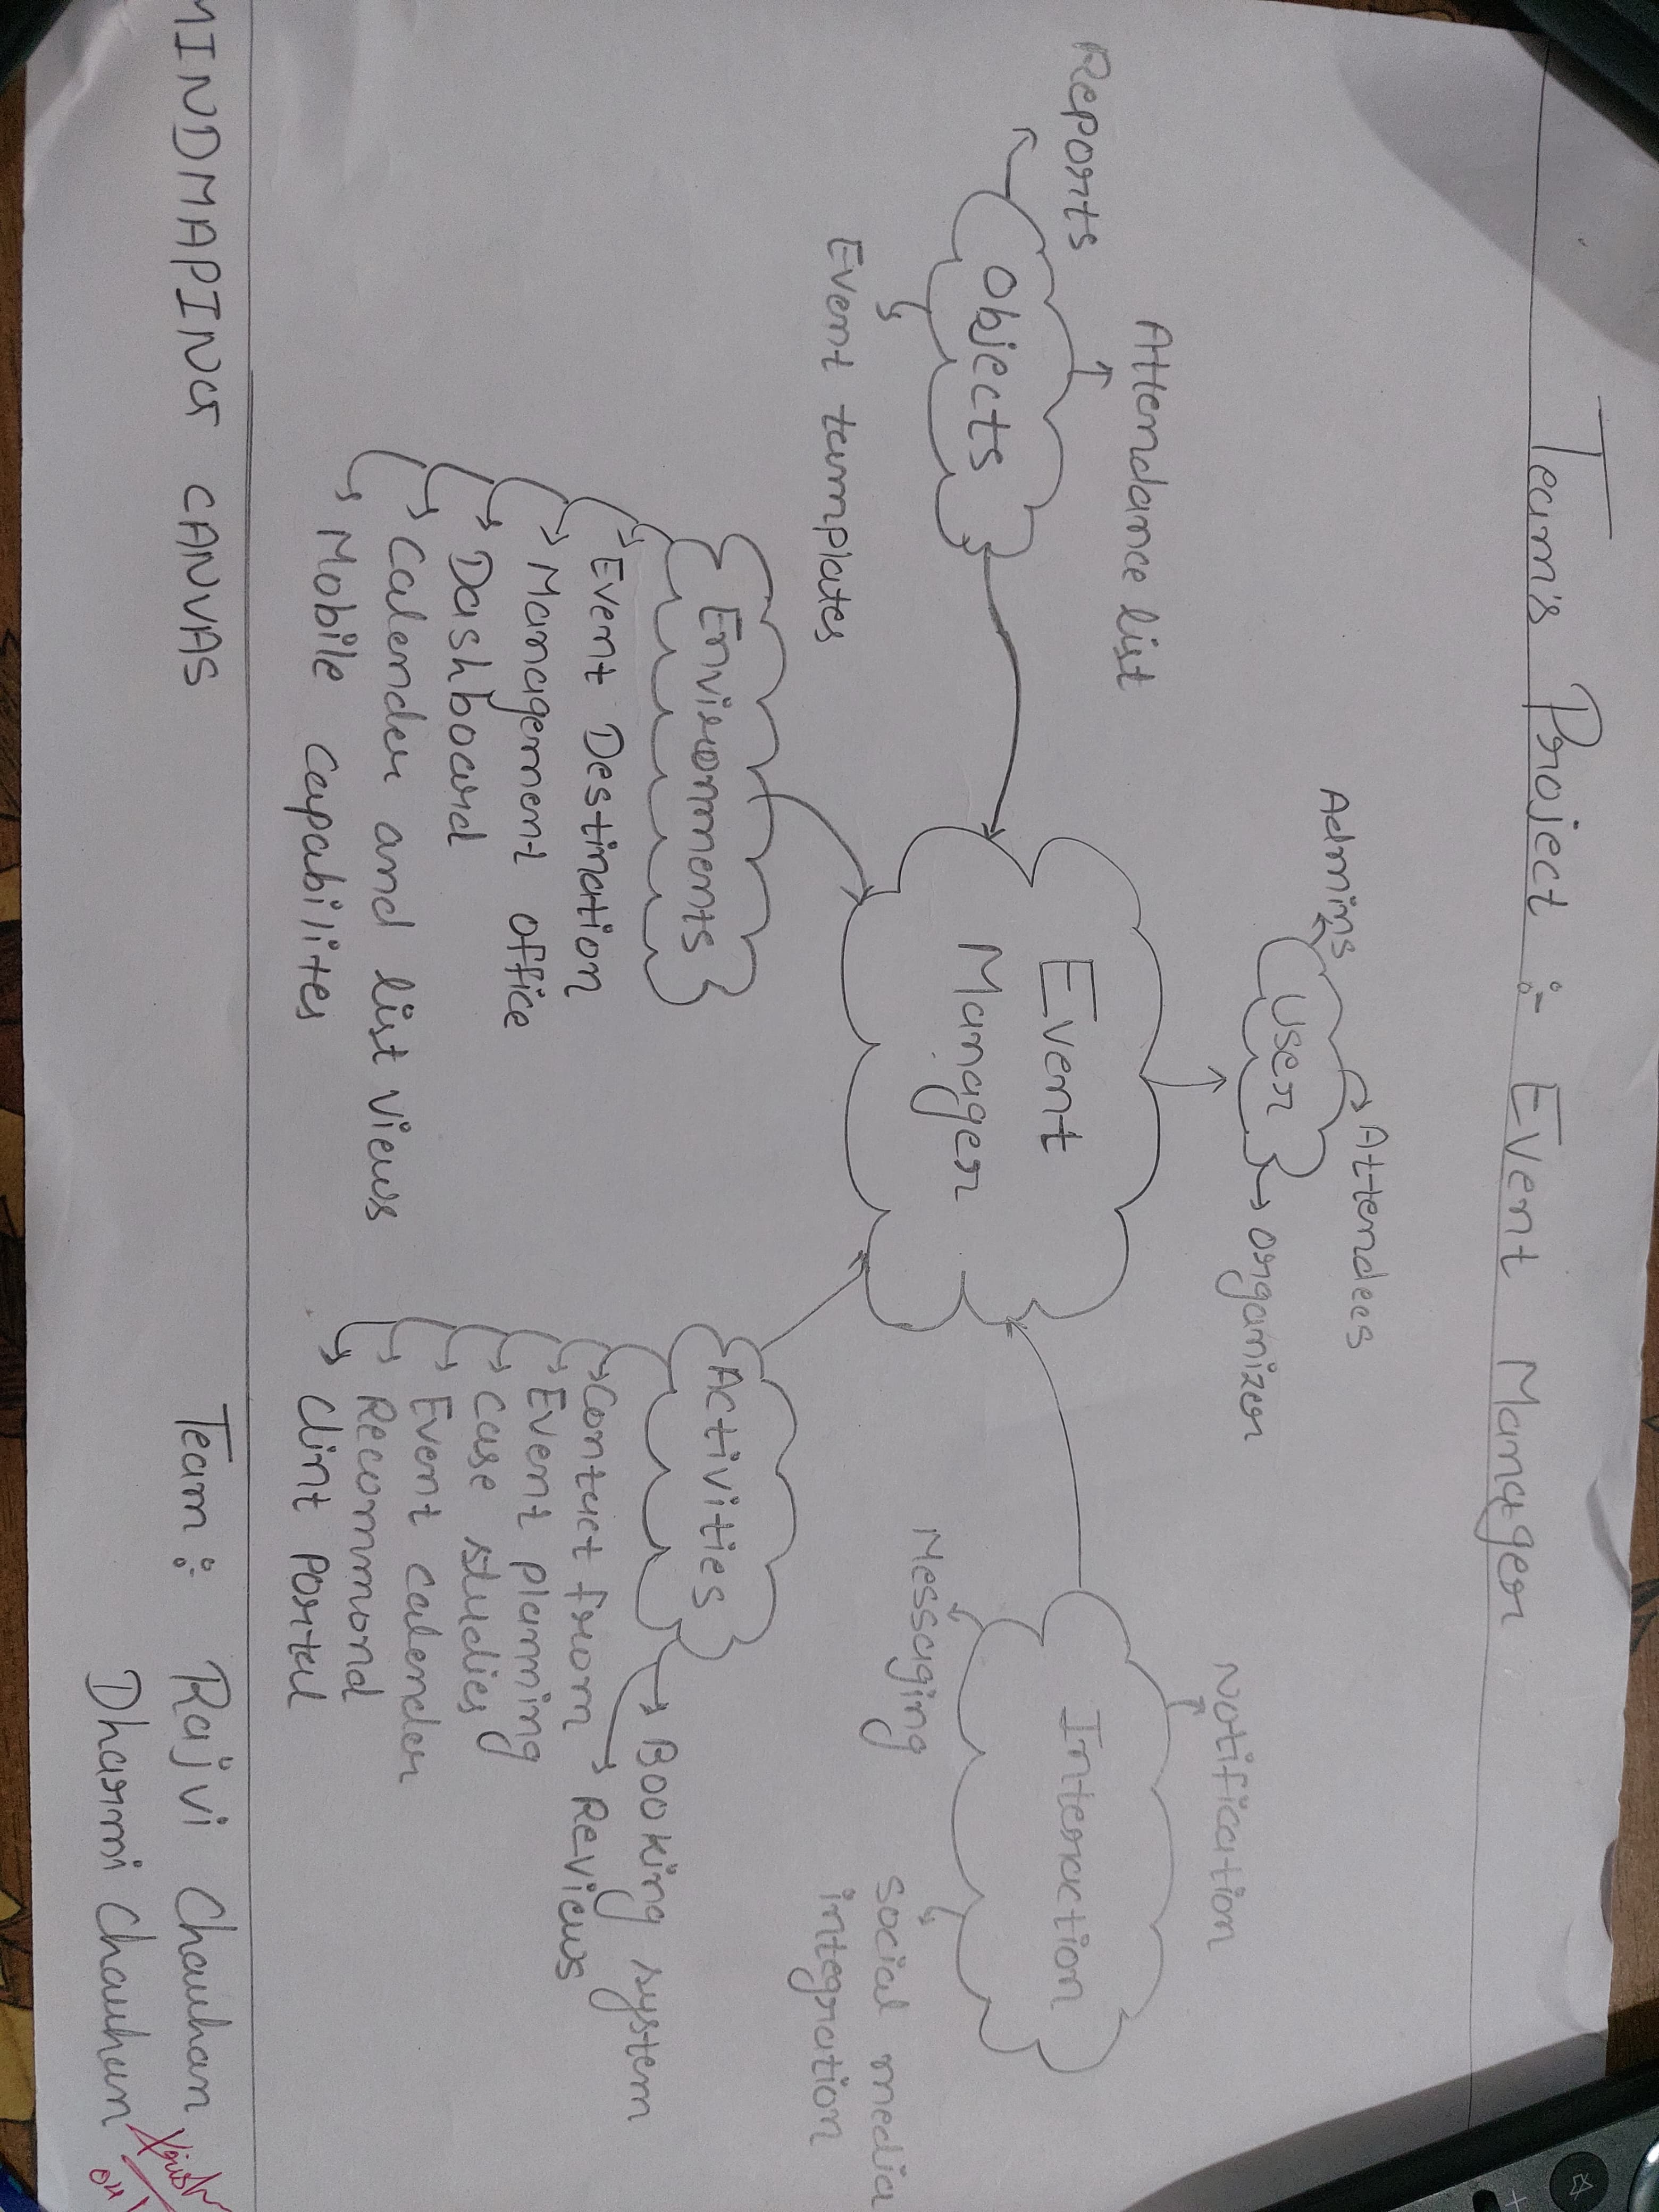 Team's Project :- Event Manager
Admins
Attendees
User
organizer
Reports
Attendance list
Objects
Event templates
Event
Manager
Notification
Interaction
Messaging
social media
integration
Environments
Event Destination
Management office
Dashboard
Calender and list views
Mobile capabilites
Activities
Booking system
Reviews
Contact from
Event planning
Case studies
Event calender
Recommond
Clint Portal
MINDMAPING CANVAS
Team: Rajvi Chauhan
Dharmi Chauhan